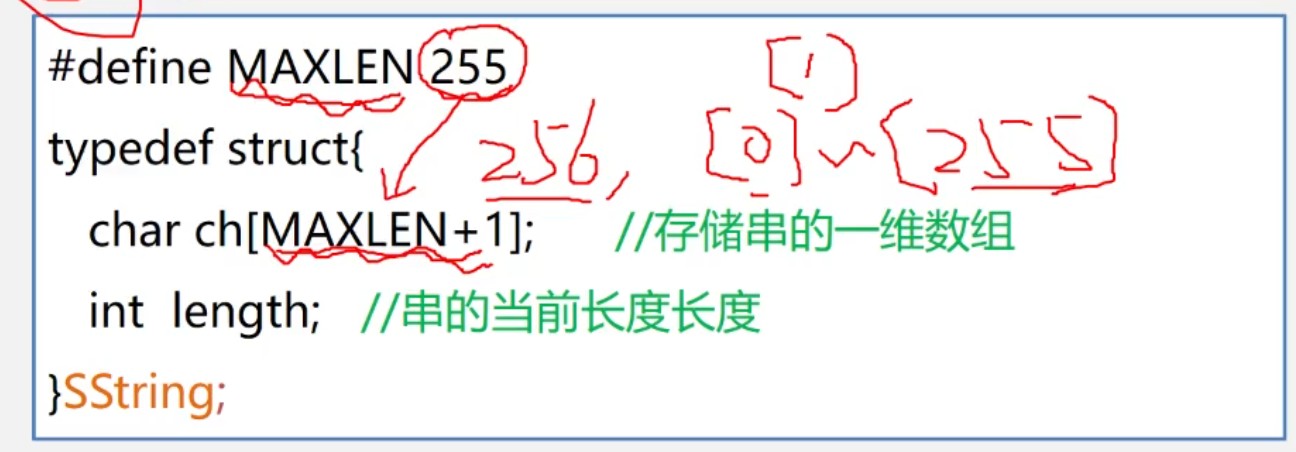 #define MAXLEN 255
[1]
typedef struct{
256, [0]~[255]
char ch[MAXLEN+1]; //存储串的一维数组
int length; //串的当前长度长度
}SString;